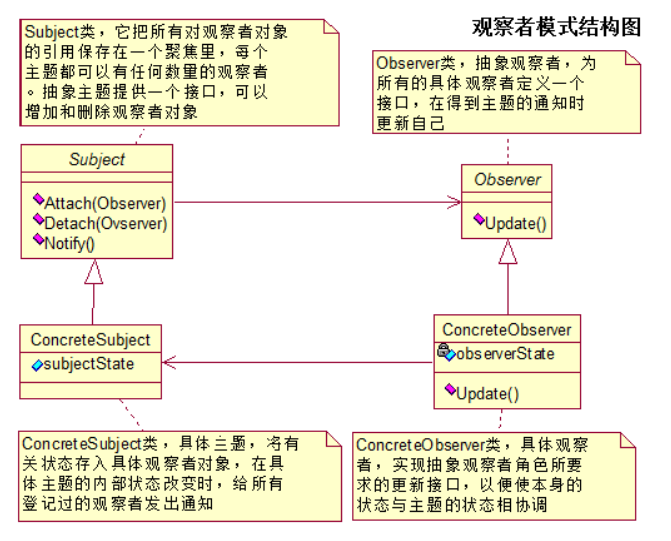 观察者模式结构图
Subject类，它把所有对观察者对象
的引用保存在一个聚焦里，每个
主题都可以有任何数量的观察者
。抽象主题提供一个接口，可以
增加和删除观察者对象
Observer类，抽象观察者，为
所有的具体观察者定义一个
接口，在得到主题的通知时
更新自己
Subject
Attach(Observer)
Detach(Ovserver)
Notify()
Observer
Update()
ConcreteSubject
subjectState
ConcreteObserver
observerState
Update()
ConcreteSubject类，具体主题，将有
关状态存入具体观察者对象，在具
体主题的内部状态改变时，给所有
登记过的观察者发出通知
ConcreteObserver类，具体观察
者，实现抽象观察者角色所要
求的更新接口，以便使本身的
状态与主题的状态相协调